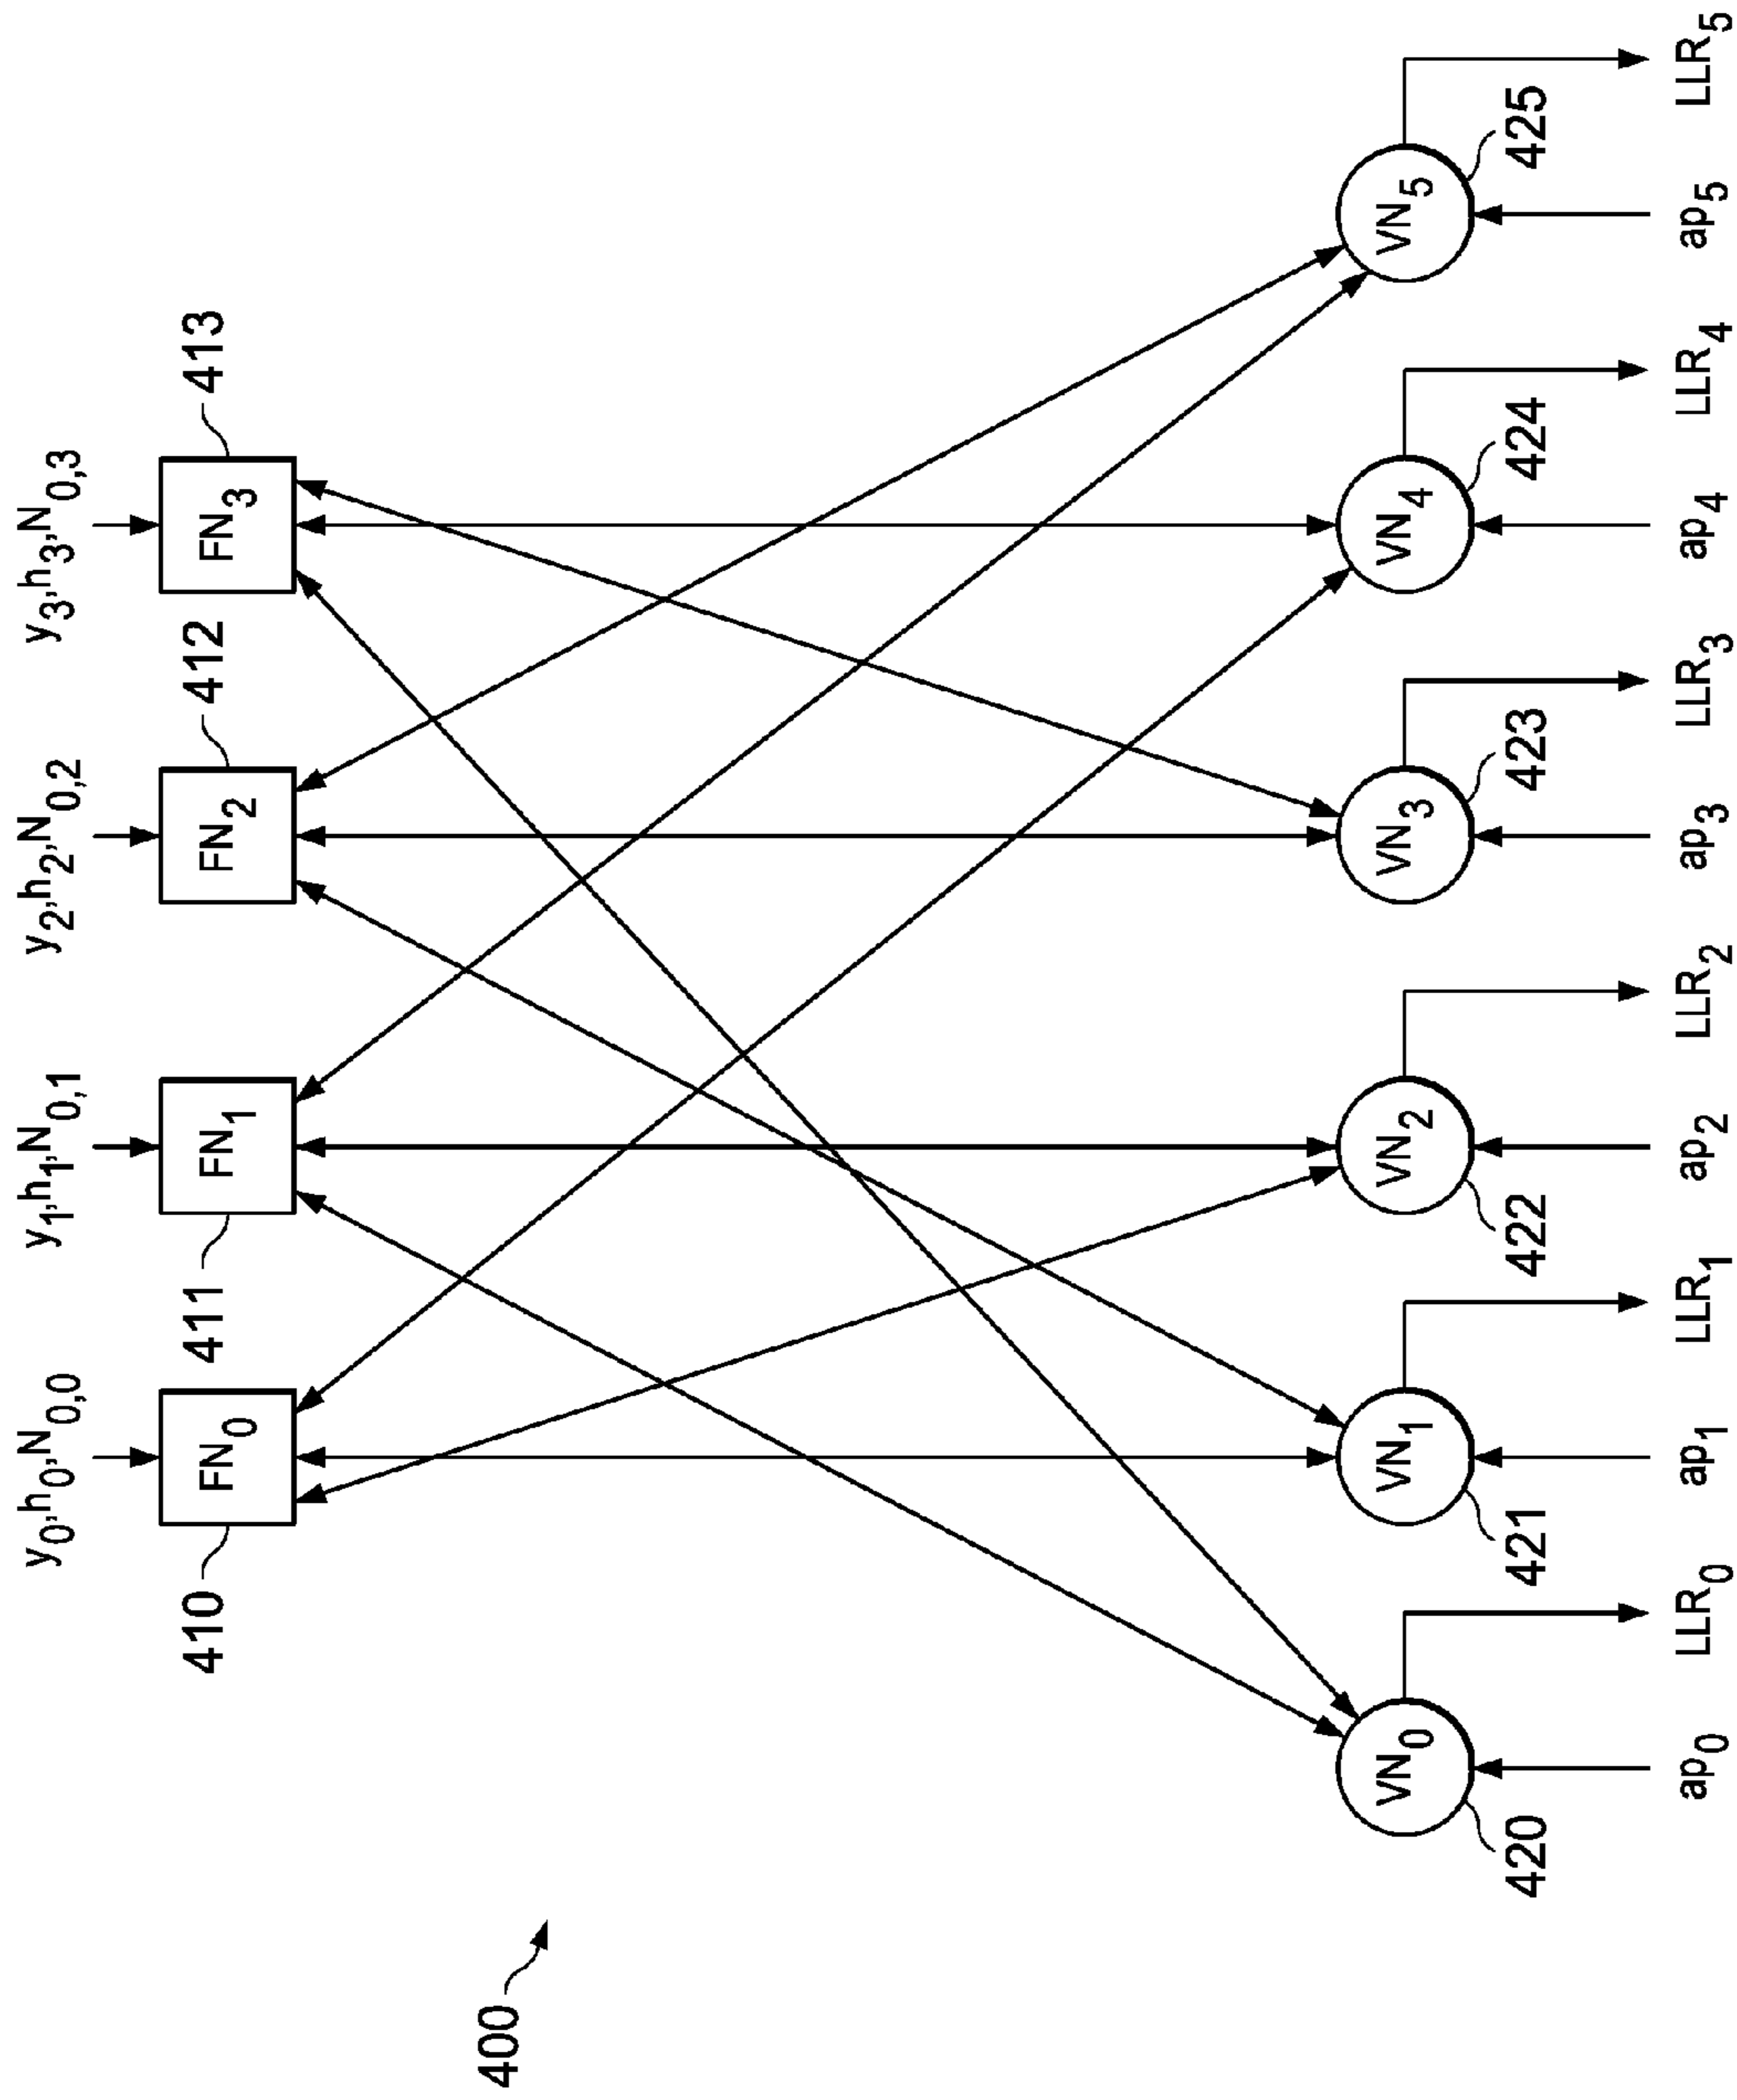 400
y0,h0,N0,0
y1,h1,N0,1
y2,h2,N0,2
y3,h3,N0,3
410
FN0
411
FN1
412
FN2
413
FN3
VN0
VN1
VN2
VN3
VN4
VN5
420
421
422
423
424
425
ap0
LLR0
ap1
LLR1
ap2
LLR2
ap3
LLR3
ap4
LLR4
ap5
LLR5